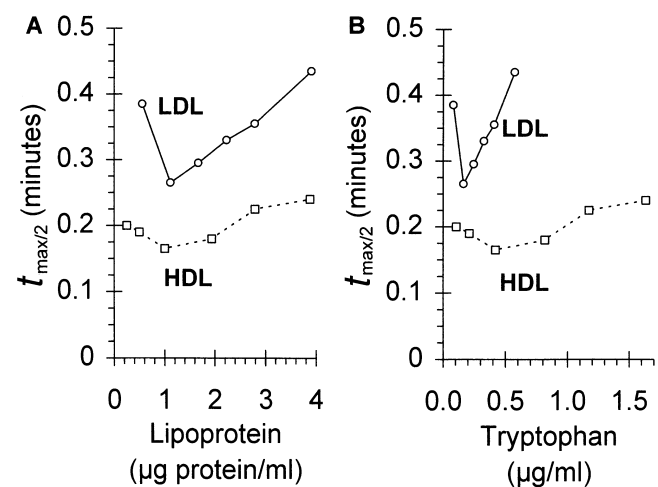 A
0.5
0.4
0.3
0.2
0.1
0
t max/2 (minutes)
LDL
HDL
0 1 2 3 4
Lipoprotein
(µg protein/ml)
B
0.5
0.4
0.3
0.2
0.1
0
t max/2 (minutes)
LDL
HDL
0.0 0.5 1.0 1.5
Tryptophan
(µg/ml)